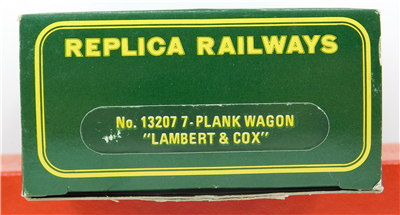 REPLICA RAILWAYS
No. 13207 7-PLANK WAGON
"LAMBERT & COX"